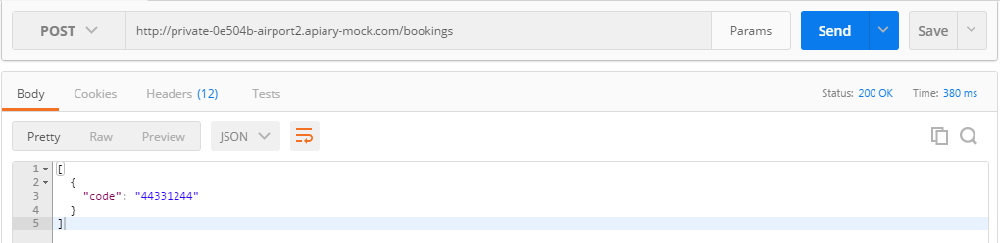 POST http://private-0e504b-airport2.apiary-mock.com/bookings Params Send Save
Body Cookies Headers (12) Tests Status: 200 OK Time: 380 ms
Pretty Raw Preview JSON
1 [
2 {
3 "code": "44331244"
4 }
5 ]